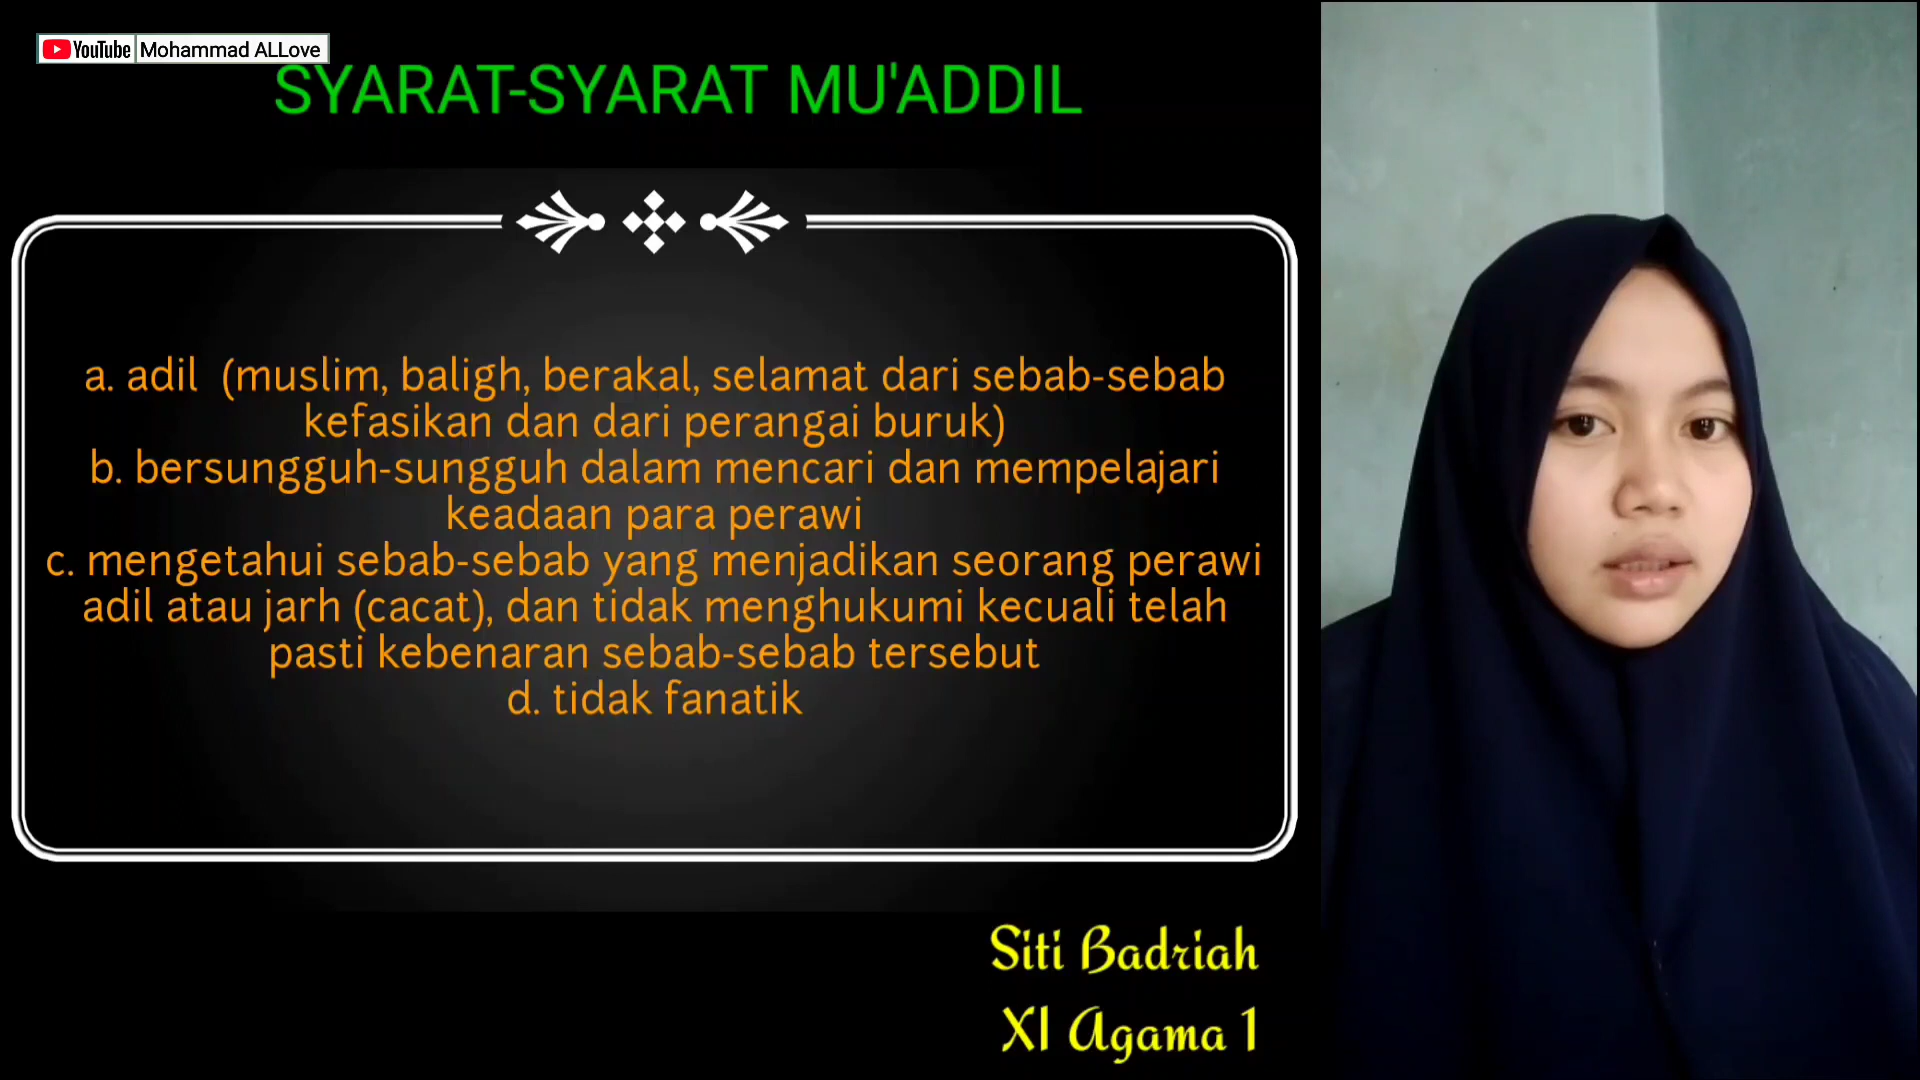 YouTube Mohammad ALLove
SYARAT-SYARAT MU'ADDIL
a. adil (muslim, baligh, berakal, selamat dari sebab-sebab
kefasikan dan dari perangai buruk)
b. bersungguh-sungguh dalam mencari dan mempelajari
keadaan para perawi
c. mengetahui sebab-sebab yang menjadikan seorang perawi
adil atau jarh (cacat), dan tidak menghukumi kecuali telah
pasti kebenaran sebab-sebab tersebut
d. tidak fanatik
Siti Badriah
XI Agama 1